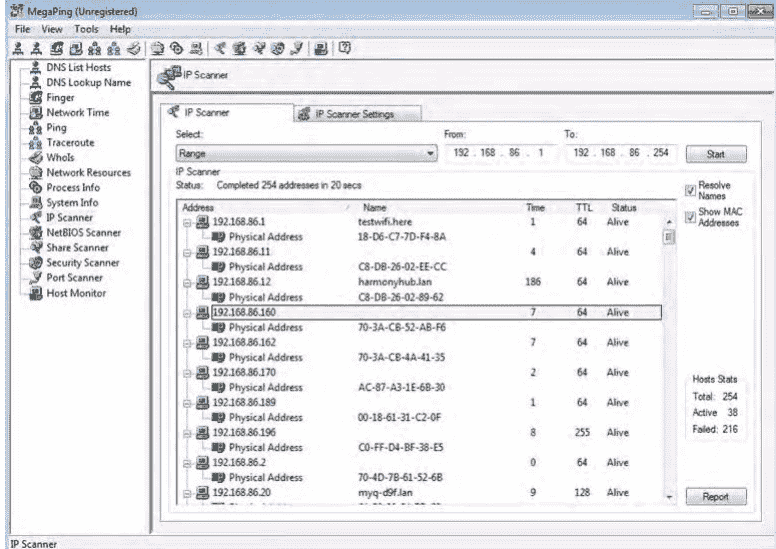 MegaPing (Unregistered)
File View Tools Help
DNS List Hosts
DNS Lookup Name
Finger
Network Time
Ping
Traceroute
WhoIs
Network Resources
Process Info
System Info
IP Scanner
NetBIOS Scanner
Share Scanner
Security Scanner
Port Scanner
Host Monitor
IP Scanner
IP Scanner IP Scanner Settings
Select: From: To:
Range 192 . 168 . 86 . 1 192 . 168 . 86 . 254 Start
IP Scanner
Status: Completed 254 addresses in 20 secs
Resolve Names
Show MAC Addresses
Address Name Time TTL Status
192.168.86.1 testwifi.here 1 64 Alive
Physical Address 18-D6-C7-7D-F4-8A
192.168.86.11 4 64 Alive
Physical Address C8-DB-26-02-EE-CC
192.168.86.12 harmonyhub.lan 186 64 Alive
Physical Address C8-DB-26-02-89-62
192.168.86.160 7 64 Alive
Physical Address 70-3A-CB-52-AB-F6
192.168.86.162 7 64 Alive
Physical Address 70-3A-CB-4A-41-35
192.168.86.170 2 64 Alive
Physical Address AC-87-A3-1E-6B-30
192.168.86.189 1 64 Alive
Physical Address 00-18-61-31-C2-0F
192.168.86.196 8 255 Alive
Physical Address C0-FF-D4-BF-38-E5
192.168.86.2 0 64 Alive
Physical Address 70-4D-7B-61-52-6B
192.168.86.20 myq-d9f.lan 9 128 Alive
Hosts Stats
Total: 254
Active 38
Failed: 216
Report
IP Scanner